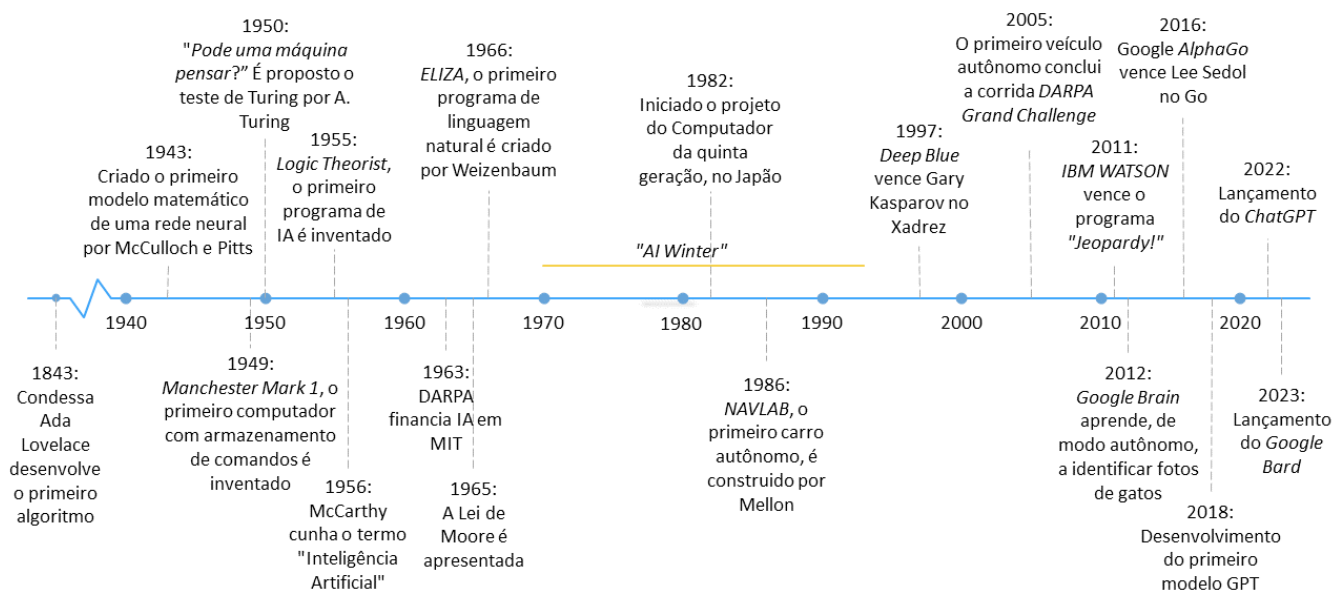 1950:
"Pode uma máquina
pensar?” É proposto o
teste de Turing por A.
Turing
1966:
ELIZA, o primeiro
programa de
linguagem
natural é criado
por Weizenbaum
1982:
Iniciado o projeto
do Computador
da quinta
geração, no Japão
2005:
O primeiro veículo
autônomo conclui
a corrida DARPA
Grand Challenge
2016:
Google AlphaGo
vence Lee Sedol
no Go
1943:
Criado o primeiro
modelo matemático
de uma rede neural
por McCulloch e Pitts
1955:
Logic Theorist,
o primeiro
programa de
IA é inventado
1997:
Deep Blue
vence Gary
Kasparov no
Xadrez
2011:
IBM WATSON
vence o
programa
"Jeopardy!"
2022:
Lançamento
do ChatGPT
"AI Winter"
1940 1950 1960 1970 1980 1990 2000 2010 2020
1843:
Condessa
Ada
Lovelace
desenvolve
o primeiro
algoritmo
1949:
Manchester Mark 1, o
primeiro computador
com armazenamento
de comandos é
inventado
1956:
McCarthy
cunha o termo
"Inteligência
Artificial"
1963:
DARPA
financia IA em
MIT
1965:
A Lei de
Moore é
apresentada
1986:
NAVLAB, o
primeiro carro
autônomo, é
construido por
Mellon
2012:
Google Brain
aprende, de
modo autônomo,
a identificar fotos
de gatos
2018:
Desenvolvimento
do primeiro
modelo GPT
2023:
Lançamento
do Google
Bard